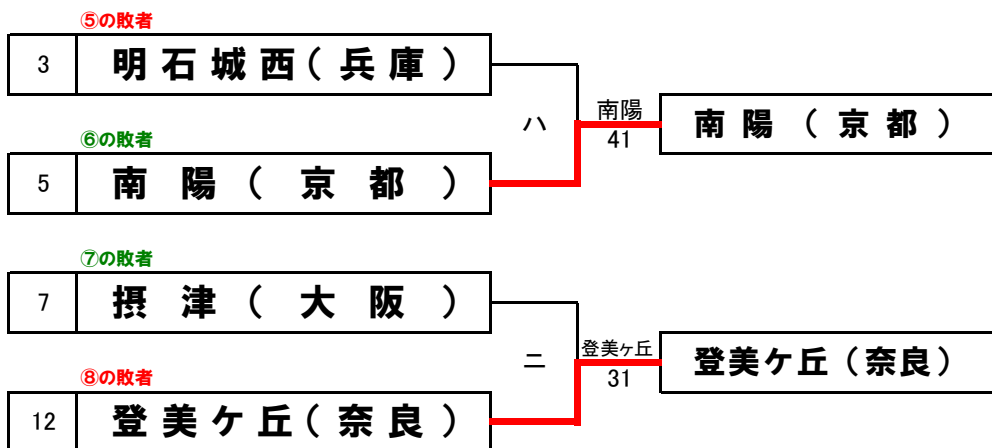 ⑤の敗者
3 明石城西(兵庫)
⑥の敗者
5 南陽(京都)
ハ
南陽
41
南陽(京都)
⑦の敗者
7 摂津(大阪)
⑧の敗者
12 登美ケ丘(奈良)
ニ
登美ヶ丘
31
登美ケ丘(奈良)